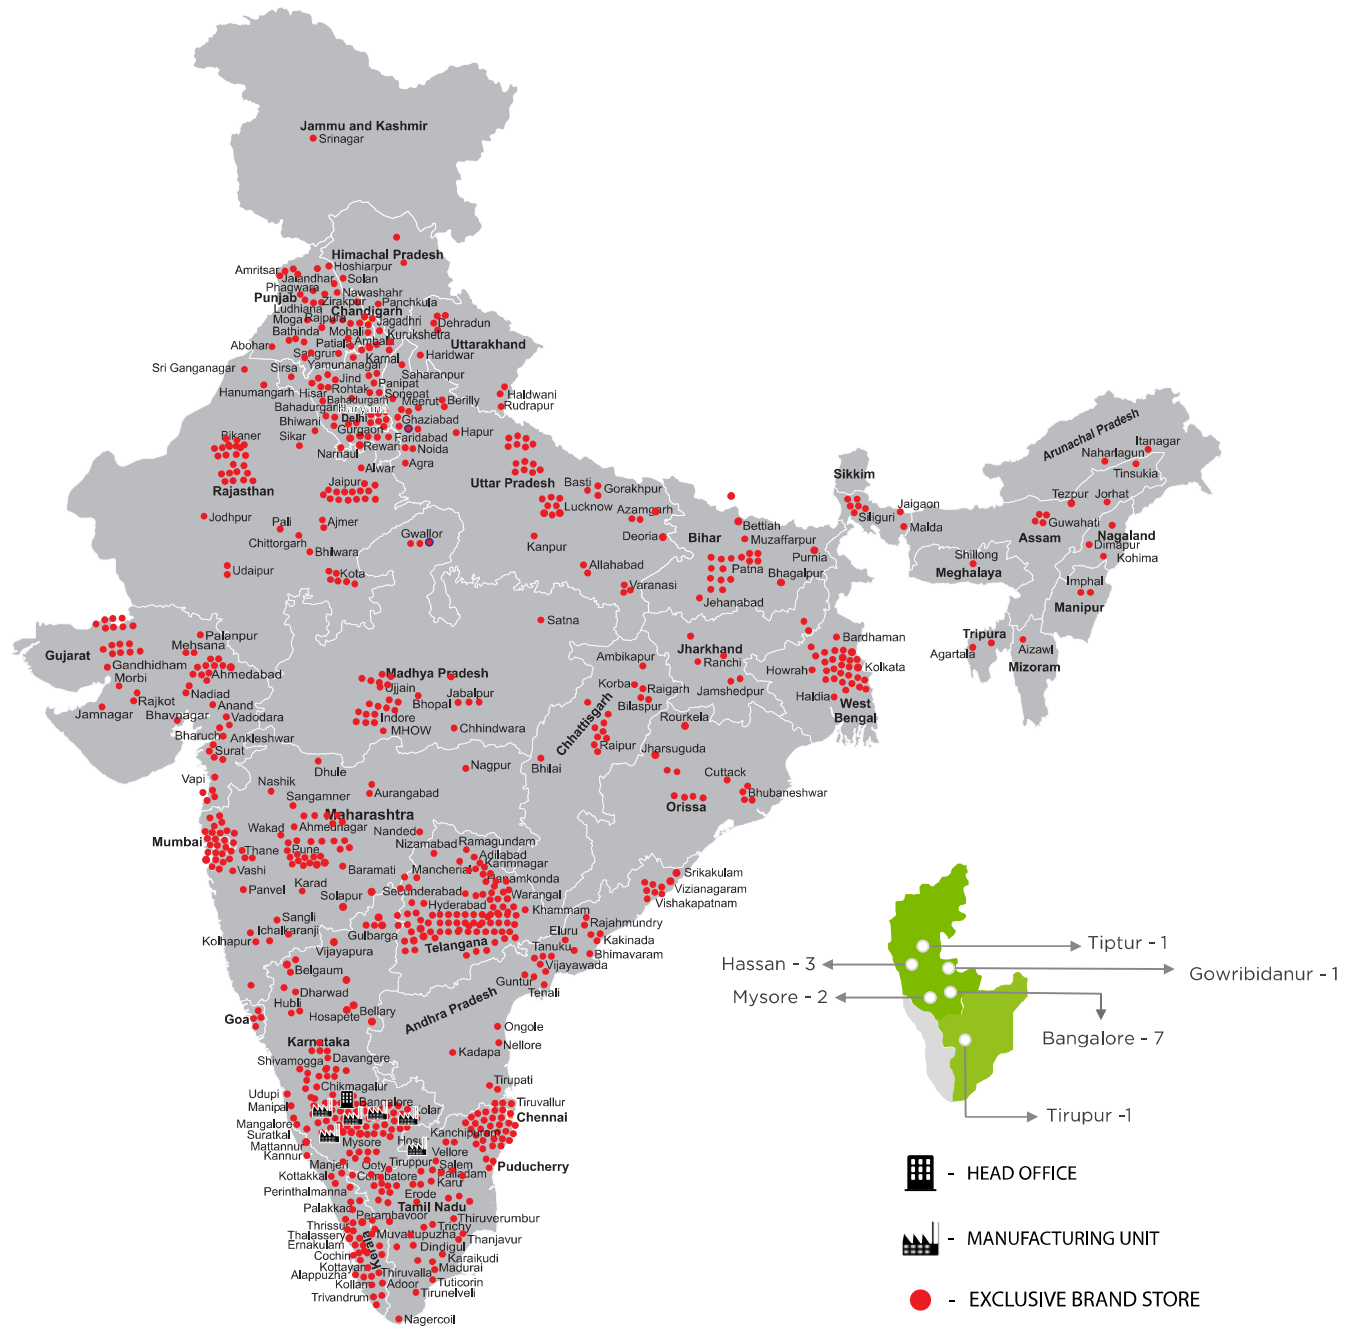 Jammu and Kashmir
Srinagar
Himachal Pradesh
Amritsar
Hoshiarpur
Jalandhar
Solan
Phagwara
Nawashahr
Punjab
Zirakpur
Panchkula
Ludhiana
Chandigarh
Moga
Rajpura
Jagadhri
Dehradun
Bathinda
Mohali
Kurukshetra
Abohar
Patiala
Ambala
Uttarakhand
Sangrur
Karnal
Haridwar
Sri Ganganagar
Sirsa
Yamunanagar
Saharanpur
Hanumangarh
Hisar
Jind
Rohtak
Panipat
Sonepat
Haldwani
Bahadurgarh
Bahadurgarh
Haryana
Meerut
Berilly
Rudrapur
Bhiwani
Delhi
Ghaziabad
Gurgaon
Faridabad
Hapur
Bikaner
Sikar
Narnaul
Rewari
Noida
Alwar
Agra
Rajasthan
Jaipur
Uttar Pradesh
Basti
Gorakhpur
Lucknow
Azamgarh
Jodhpur
Pali
Ajmer
Gwallor
Kanpur
Deoria
Chittorgarh
Bhilwara
Udaipur
Kota
Allahabad
Varanasi
Bihar
Bettiah
Muzaffarpur
Purnia
Patna
Bhagalpur
Jehanabad
Sikkim
Siliguri
Jaigaon
Malda
Arunachal Pradesh
Itanagar
Naharlagun
Tinsukia
Tezpur
Jorhat
Guwahati
Assam
Nagaland
Dimapur
Kohima
Shillong
Meghalaya
Imphal
Manipur
Tripura
Agartala
Aizawl
Mizoram
Satna
Palanpur
Mehsana
Gujarat
Gandhidham
Morbi
Ahmedabad
Rajkot
Nadiad
Jamnagar
Anand
Bhavnagar
Vadodara
Bharuch
Ankleshwar
Surat
Vapi
Madhya Pradesh
Ujjain
Bhopal
Jabalpur
Indore
MHOW
Chhindwara
Ambikapur
Korba
Raigarh
Bilaspur
Chhattisgarh
Raipur
Bhilai
Jharkhand
Ranchi
Jamshedpur
Rourkela
Jharsuguda
Cuttack
Bhubaneshwar
Orissa
Bardhaman
Howrah
Kolkata
Haldia
West
Bengal
Dhule
Nagpur
Nashik
Aurangabad
Sangamner
Maharashtra
Mumbai
Wakad
Ahmednagar
Nanded
Thane
Pune
Nizamabad
Ramagundam
Adilabad
Vashi
Baramati
Mancherial
Karimnagar
Panvel
Karad
Hanamkonda
Solapur
Secunderabad
Warangal
Hyderabad
Khammam
Srikakulam
Vizianagaram
Vishakapatnam
Sangli
Ichalkaranji
Kolhapur
Gulbarga
Telangana
Vijayapura
Eluru
Rajahmundry
Kakinada
Tanuku
Bhimavaram
Vijayawada
Guntur
Tenali
Belgaum
Dharwad
Hubli
Goa
Hosapete
Bellary
Andhra Pradesh
Ongole
Nellore
Kadapa
Karnataka
Shivamogga
Davangere
Chikmagalur
Tirupati
Udupi
Bangalore
Kolar
Tiruvallur
Manipal
Chennai
Mangalore
Kanchipuram
Suratkal
Mysore
Hosur
Mattannur
Vellore
Kannur
Manjeri
Ooty
Tiruppur
Salem
Puducherry
Kottakkal
Coimbatore
Palladam
Karur
Perinthalmanna
Erode
Palakkad
Tamil Nadu
Perambavoor
Thiruverumbur
Thrissur
Trichy
Thalassery
Muvattupuzha
Thanjavur
Ernakulam
Kerala
Dindigul
Cochin
Karaikudi
Kottayam
Madurai
Alappuzha
Thiruvalla
Kollam
Adoor
Tuticorin
Trivandrum
Tirunelveli
Nagercoil
Tiptur - 1
Hassan - 3
Gowribidanur - 1
Mysore - 2
Bangalore - 7
Tirupur -1
- HEAD OFFICE
- MANUFACTURING UNIT
- EXCLUSIVE BRAND STORE